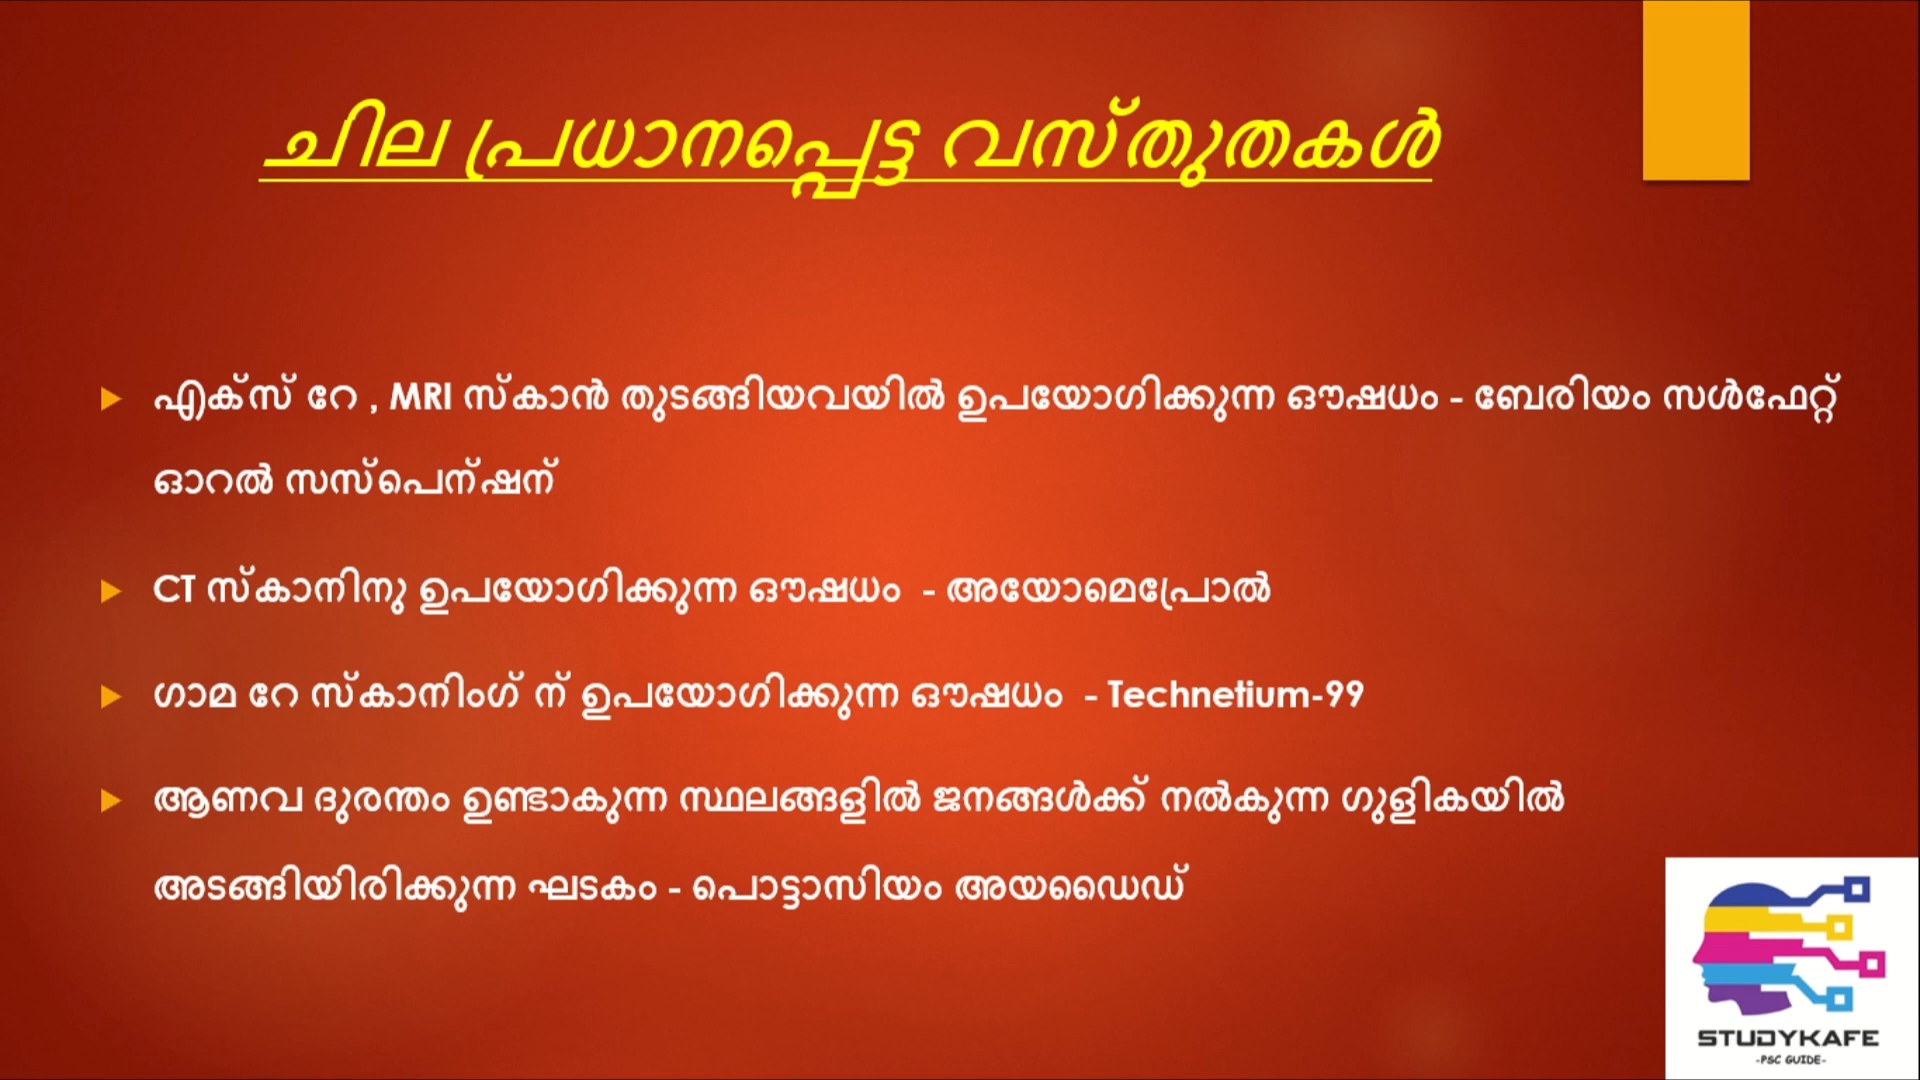 ചില പ്രധാനപ്പെട്ട വസ്തുതകൾ
എക്സ് റേ , MRI സ്കാൻ തുടങ്ങിയവയിൽ ഉപയോഗിക്കുന്ന ഔഷധം - ബേരിയം സൾഫേറ്റ്
ഓറൽ സസ്പെന്ഷന്
CT സ്കാനിനു ഉപയോഗിക്കുന്ന ഔഷധം - അയോമെപ്രോൽ
ഗാമ റേ സ്കാനിംഗ് ന് ഉപയോഗിക്കുന്ന ഔഷധം - Technetium-99
ആണവ ദുരന്തം ഉണ്ടാകുന്ന സ്ഥലങ്ങളിൽ ജനങ്ങൾക്ക് നൽകുന്ന ഗുളികയിൽ
അടങ്ങിയിരിക്കുന്ന ഘടകം - പൊട്ടാസിയം അയഡൈഡ്
STUDYKAFE
-PSC GUIDE-